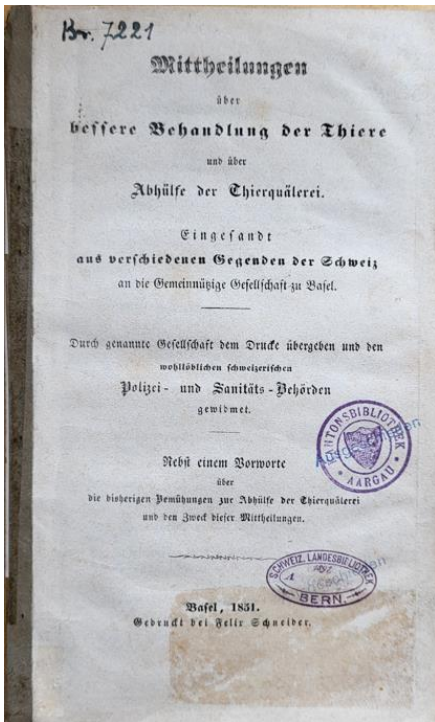 Br. 7221
Mittheilungen
über
bessere Behandlung der Thiere
und über
Abhülfe der Thierquälerei.
Eingesandt
aus verschiedenen Gegenden der Schweiz
an die Gemeinnützige Gesellschaft zu Basel.
Durch genannte Gesellschaft dem Drucke übergeben und den
wohllöblichen schweizerischen
Polizei- und Sanitäts-Behörden
gewidmet.
KANTONSBIBLIOTHEK
AARGAU
Ausgeschieden
Nebst einem Vorworte
über
die bisherigen Bemühungen zur Abhülfe der Thierquälerei
und den Zweck dieser Mittheilungen.
SCHWEIZ. LANDESBIBLIOTHEK
BERN
Basel, 1851.
Gedruckt bei Felix Schneider.